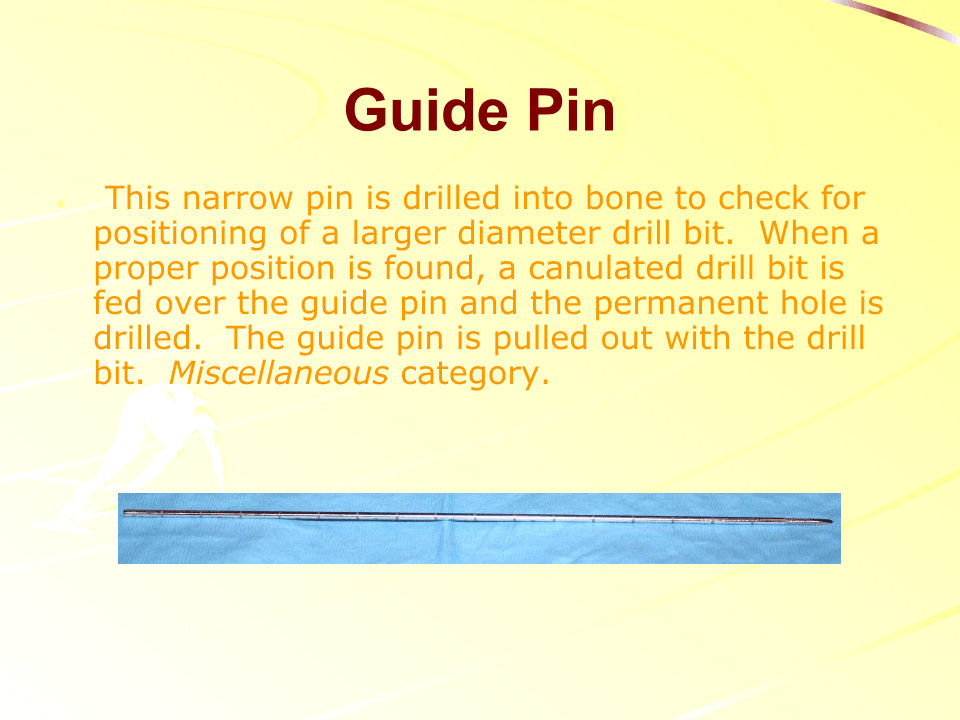 Guide Pin
This narrow pin is drilled into bone to check for
positioning of a larger diameter drill bit.  When a
proper position is found, a canulated drill bit is
fed over the guide pin and the permanent hole is
drilled.  The guide pin is pulled out with the drill
bit.  Miscellaneous category.